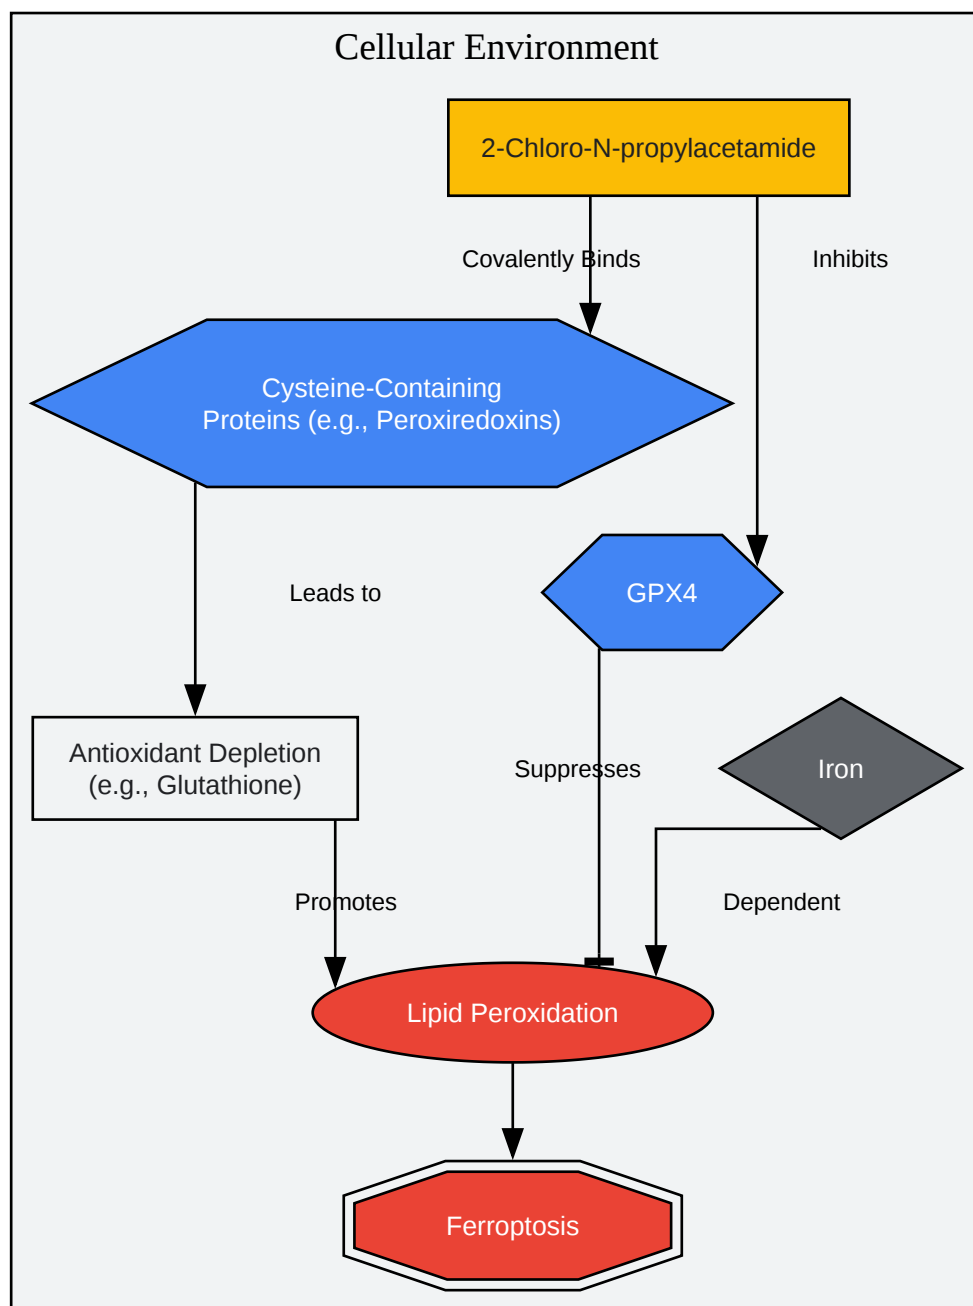 Cellular Environment
2-Chloro-N-propylacetamide
Covalently Binds
Inhibits
Cysteine-Containing
Proteins (e.g., Peroxiredoxins)
Leads to
GPX4
Antioxidant Depletion
(e.g., Glutathione)
Suppresses
Iron
Promotes
Dependent
Lipid Peroxidation
Ferroptosis